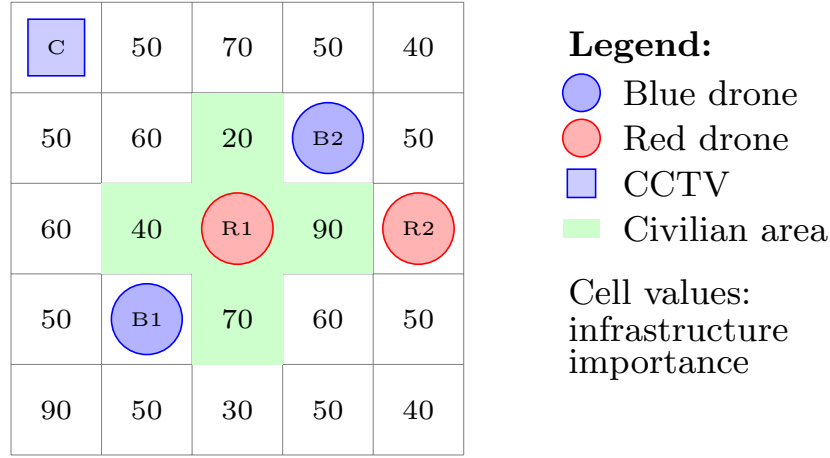 C 50 70 50 40
50 60 20 B2 50
60 40 R1 90 R2
50 B1 70 60 50
90 50 30 50 40
Legend:
Blue drone
Red drone
CCTV
Civilian area
Cell values:
infrastructure
importance